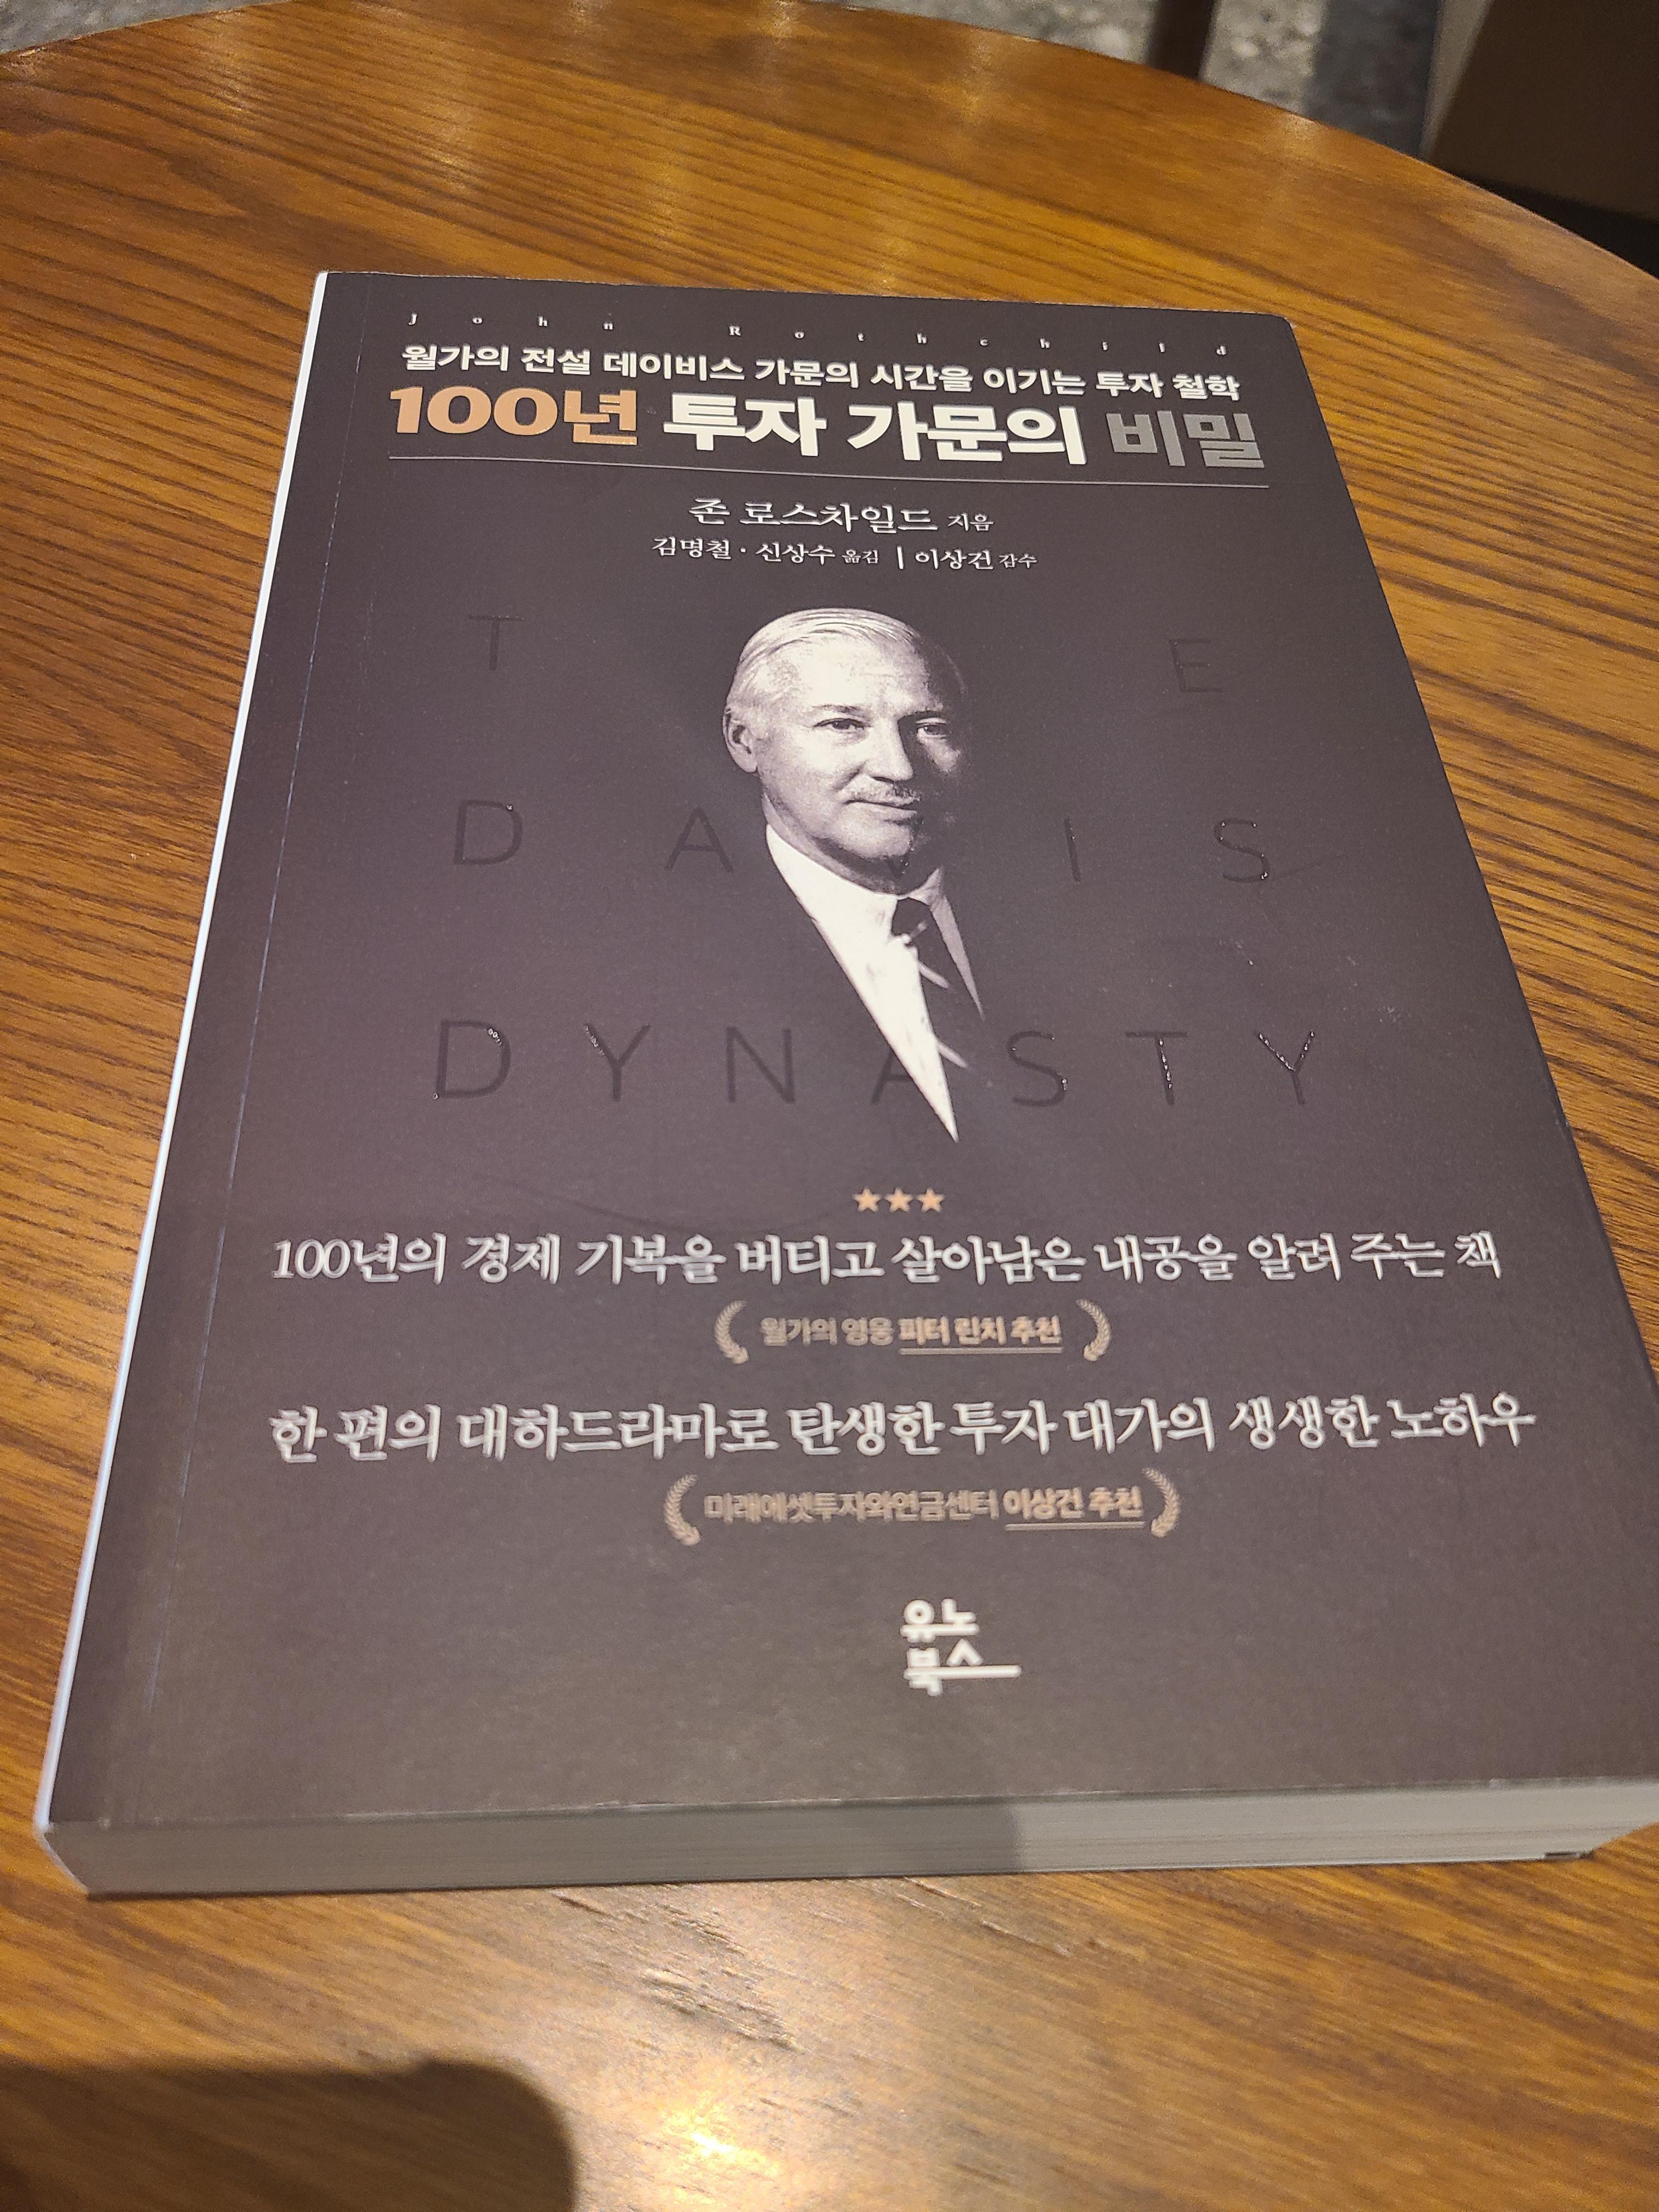 John Rothchild
월가의 전설 데이비스 가문의 시간을 이기는 투자 철학
100년 투자 가문의 비밀
존 로스차일드 지음
김명철 · 신상수 옮김 | 이상건 감수
T E
DAVIS
DYNASTY
★★★
100년의 경제 기복을 버티고 살아남은 내공을 알려 주는 책
월가의 영웅 피터 린치 추천
한 편의 대하드라마로 탄생한 투자 대가의 생생한 노하우
미래에셋투자와연금센터 이상건 추천
유노
북스